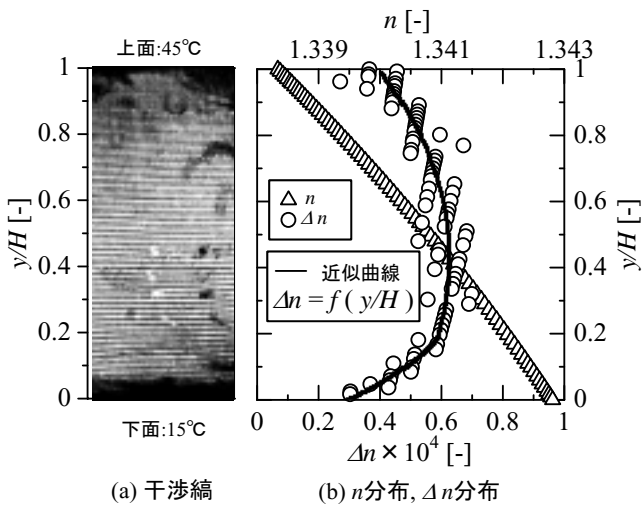 上面:45℃
n [-]
1.339 1.341 1.343
1
0.8
0.6
0.4
0.2
0
y/H [-]
下面:15℃
(a) 干渉縞
1
0.8
0.6
0.4
0.2
0
y/H [-]
△ n
○ Δn
近似曲線
Δn = f ( y/H )
0 0.2 0.4 0.6 0.8 1
Δn × 10⁴ [-]
(b) n分布, Δn分布